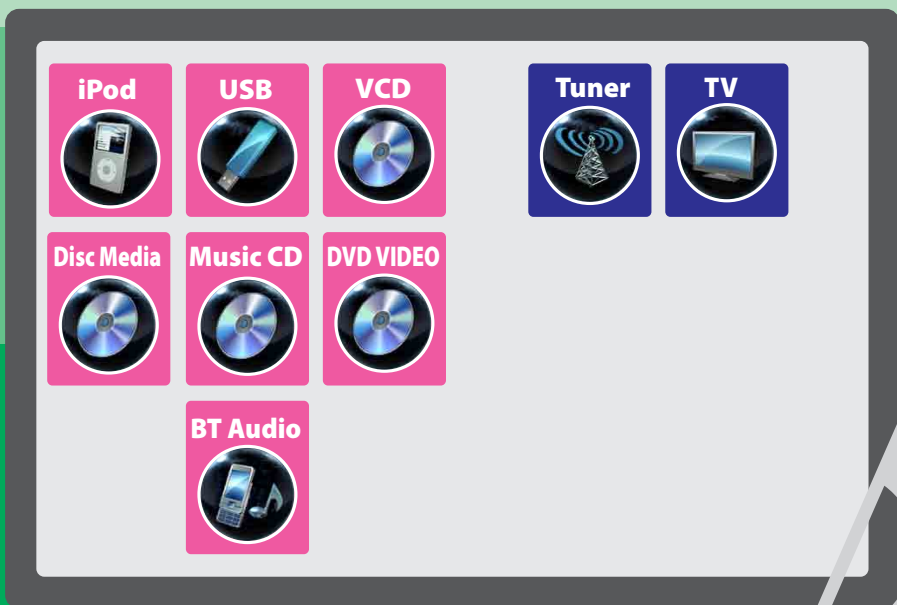 iPod
USB
VCD
Tuner
TV
Disc Media
Music CD
DVD VIDEO
BT Audio